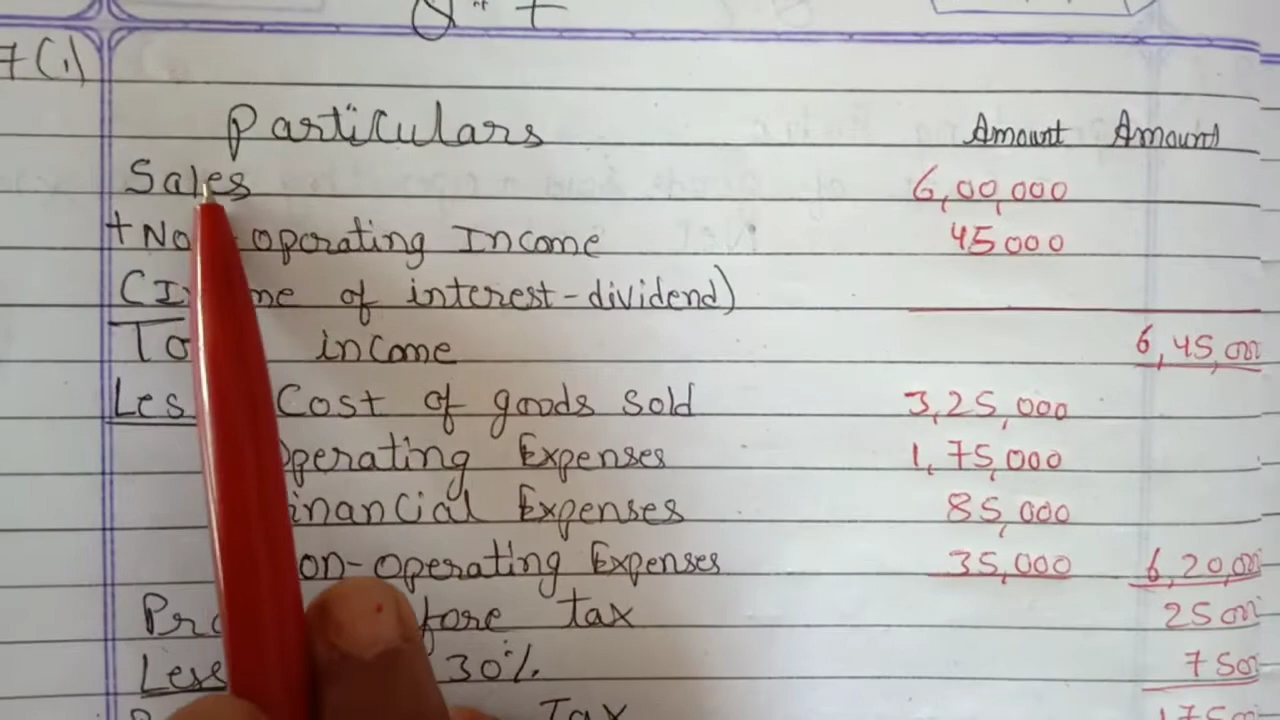 7(1)
Particulars Amount Amount
Sales 6,00,000
+ No operating Income 45000
(I me of interest-dividend)
To income 6,45,000
Les Cost of goods sold 3,25,000
perating Expenses 1,75,000
inancial Expenses 85,000
on-operating Expenses 35,000 6,20,000
Pro fore tax 25000
Less 30% 7500
Tax